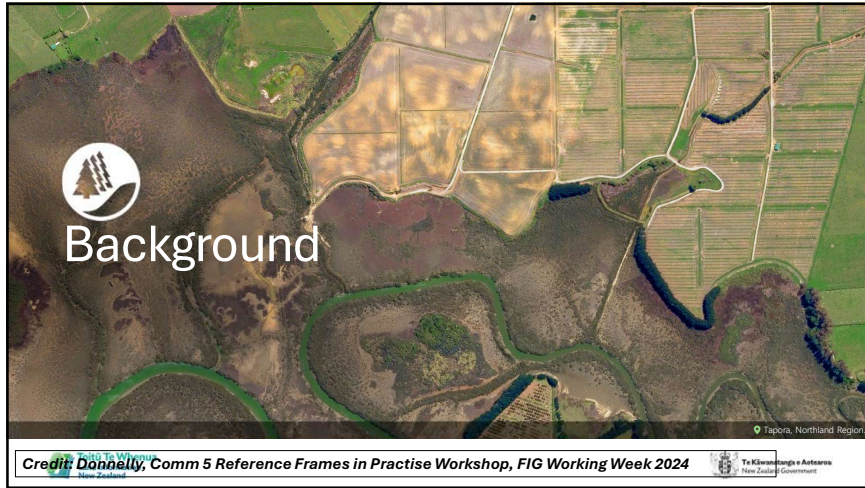 Background
Tapora, Northland Region.
Toitū Te Whenua
New Zealand
Credit: Donnelly, Comm 5 Reference Frames in Practise Workshop, FIG Working Week 2024
Te Kāwanatanga o Aotearoa
New Zealand Government